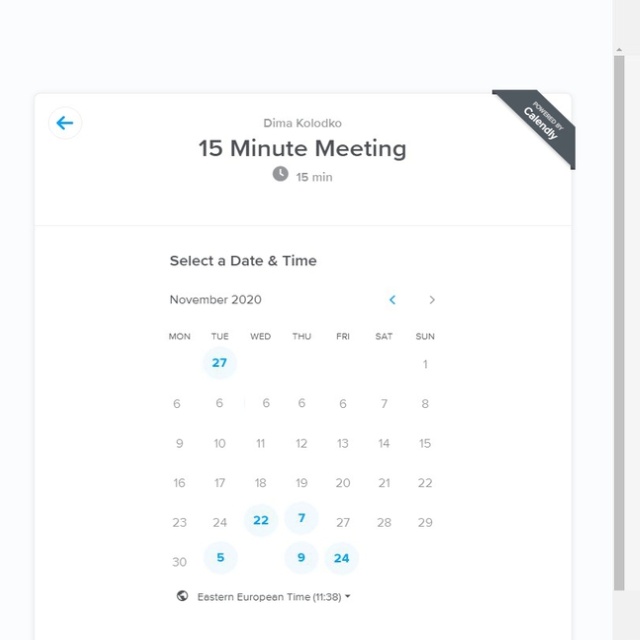 POWERED BY
Calendly
Dima Kolodko
15 Minute Meeting
15 min
Select a Date & Time
November 2020
MON TUE WED THU FRI SAT SUN
27 1
6 6 6 6 6 7 8
9 10 11 12 13 14 15
16 17 18 19 20 21 22
23 24 22 7 27 28 29
30 5 9 24
Eastern European Time (11:38)